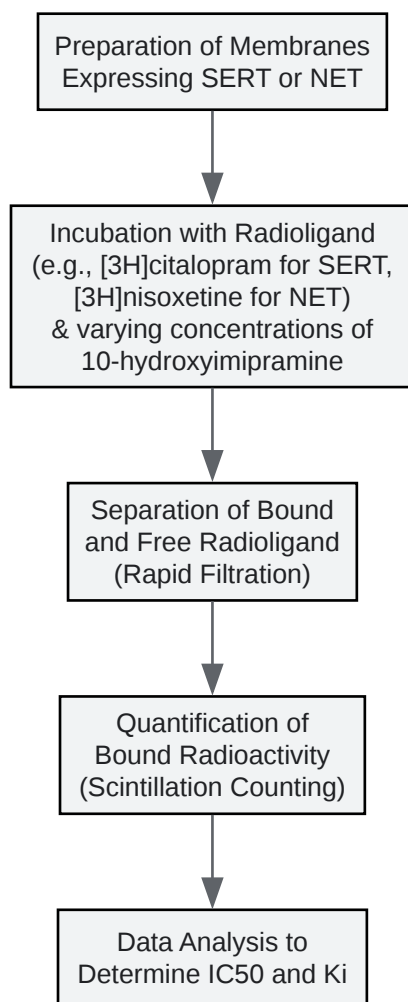 Preparation of Membranes
Expressing SERT or NET
Incubation with Radioligand
(e.g., [3H]citalopram for SERT,
[3H]nisoxetine for NET)
& varying concentrations of
10-hydroxyimipramine
Separation of Bound
and Free Radioligand
(Rapid Filtration)
Quantification of
Bound Radioactivity
(Scintillation Counting)
Data Analysis to
Determine IC50 and Ki